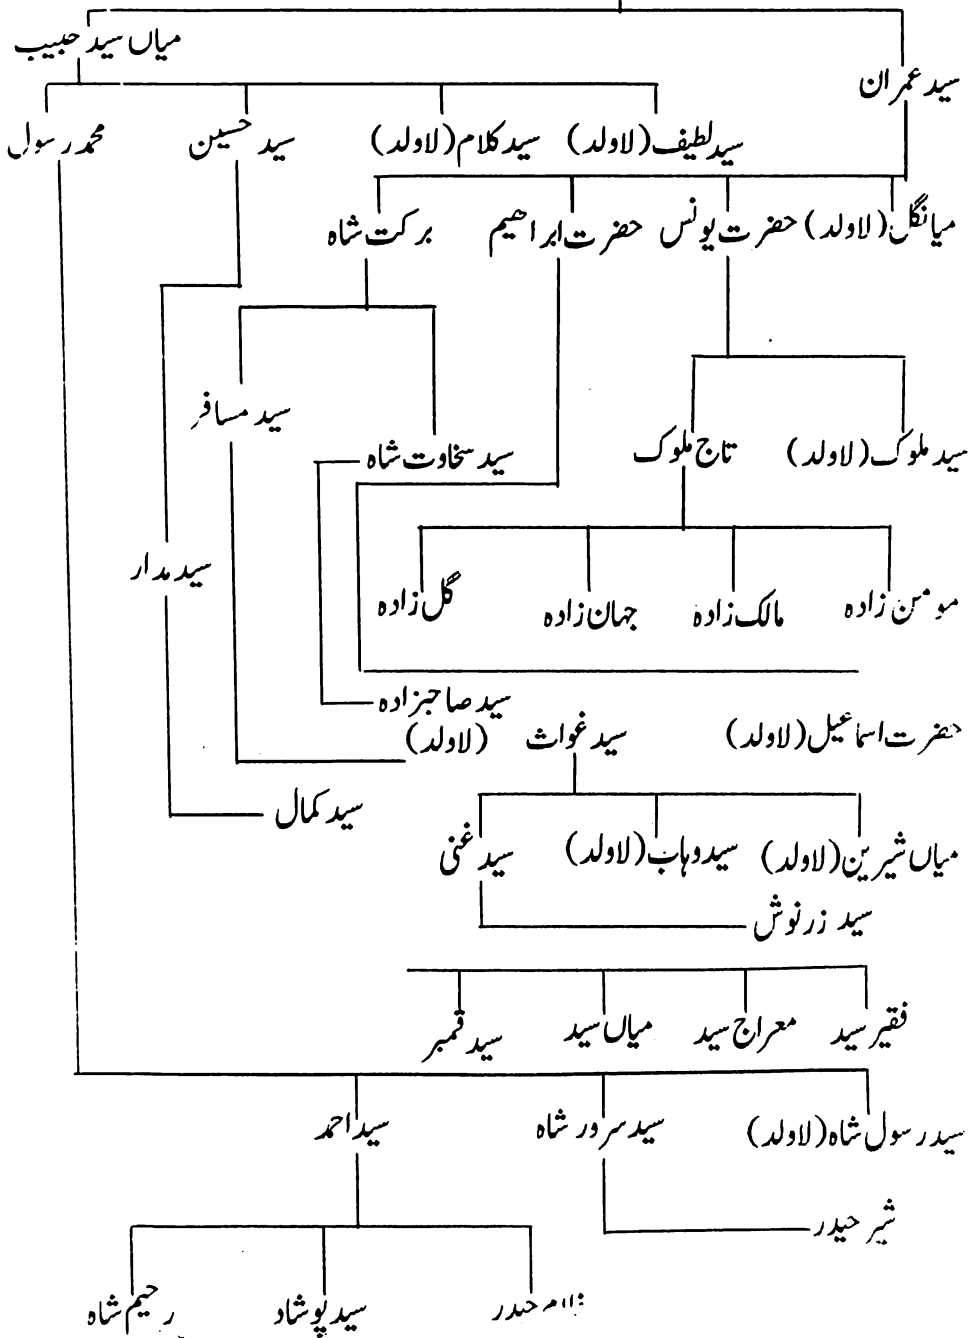 میاں سید حبیب
سید عمران
سید لطیف (لاولد) سید کلام (لاولد) سید حسین محمد رسول
میانگل (لاولد) حضرت یونس حضرت ابراھیم برکت شاہ
سید مسافر
سید ملوک (لاولد) تاج ملوک سید سخاوت شاہ
سید مدار
مومن زادہ مالک زادہ جہان زادہ گل زادہ
سید صاحبزادہ
حضرت اسماعیل (لاولد) سید غواث (لاولد)
سید کمال
میاں شیرین (لاولد) سید وہاب (لاولد) سید غنی
سید زرنوش
فقیر سید معراج سید میاں سید سید قمبر
سید رسول شاہ (لاولد) سید سرور شاہ سید احمد
شیر حیدر
حیدر سید پوشاد رحیم شاہ